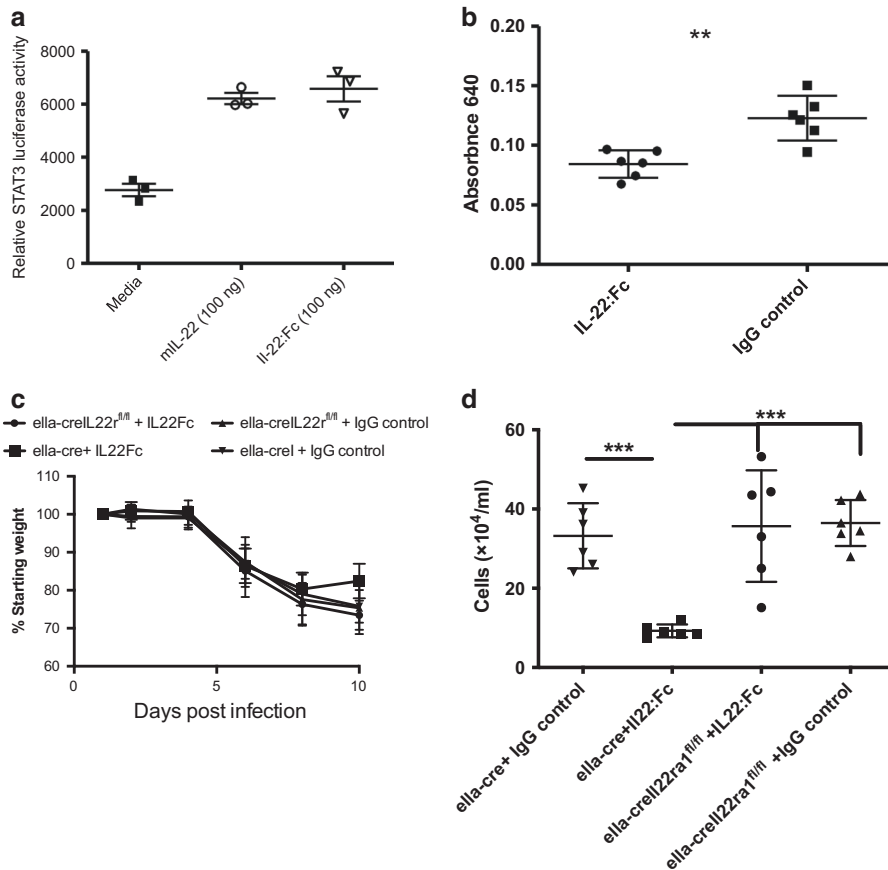 a
Relative STAT3 luciferase activity
8000
6000
4000
2000
0
Media
mIL-22 (100 ng)
Il-22:Fc (100 ng)
b
**
Absorbnce 640
0.20
0.15
0.10
0.05
0.00
IL-22:Fc
IgG control
c
ella-creIL22r^fl/fl + IL22Fc
ella-creIL22r^fl/fl + IgG control
ella-cre+ IL22Fc
ella-creI + IgG control
% Starting weight
110
100
90
80
70
60
0
5
10
Days post infection
d
***
***
Cells (×10^4/ml)
60
40
20
0
ella-cre+ IgG control
ella-cre+Il22:Fc
ella-creIl22ra1^fl/fl +IL22:Fc
ella-creIl22ra1^fl/fl +IgG control